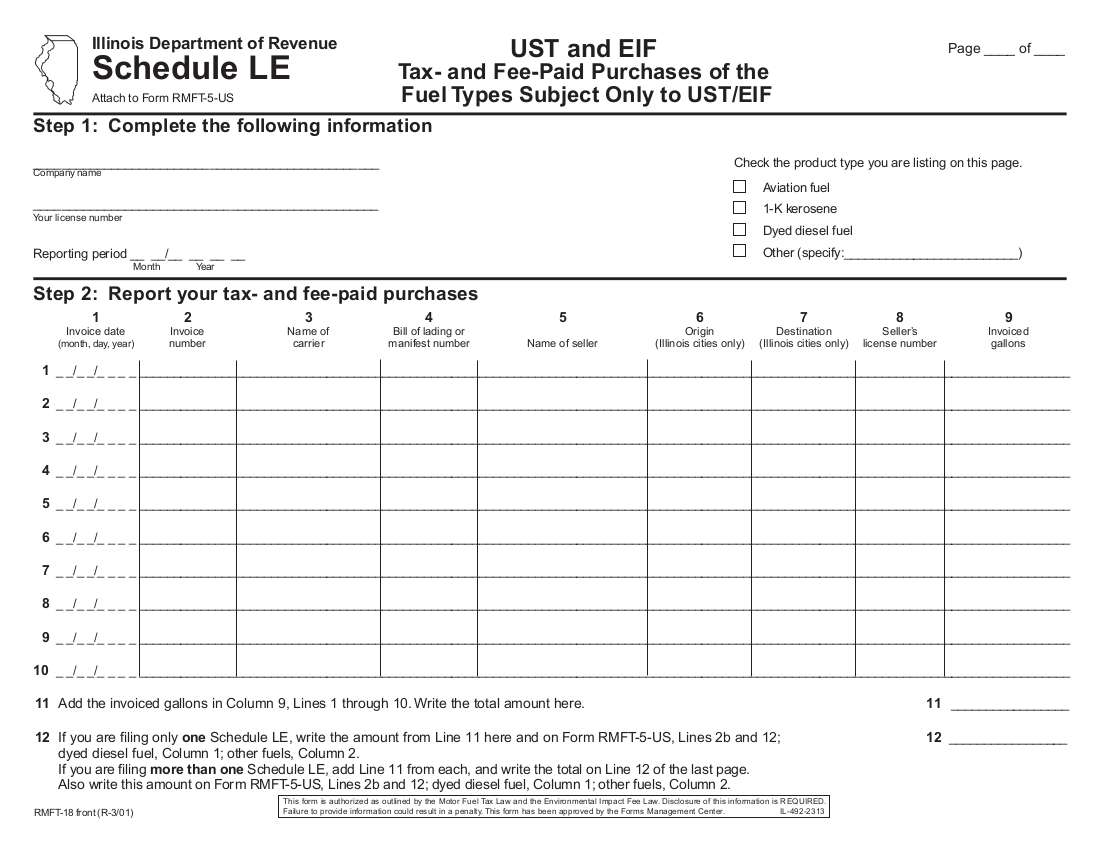 Illinois Department of Revenue
Schedule LE
Attach to Form RMFT-5-US
UST and EIF
Tax- and Fee-Paid Purchases of the
Fuel Types Subject Only to UST/EIF
Page ____ of ____
Step 1: Complete the following information
Company name
Your license number
Reporting period __ __/__ __ __ __
Month Year
Check the product type you are listing on this page.
Aviation fuel
1-K kerosene
Dyed diesel fuel
Other (specify:_________________________)
Step 2: Report your tax- and fee-paid purchases
1 2 3 4 5 6 7 8 9
Invoice date Invoice Name of Bill of lading or Origin Destination Seller's Invoiced
(month, day, year) number carrier manifest number Name of seller (Illinois cities only) (Illinois cities only) license number gallons
1 _ _/_ _/_ _ _ _
2 _ _/_ _/_ _ _ _
3 _ _/_ _/_ _ _ _
4 _ _/_ _/_ _ _ _
5 _ _/_ _/_ _ _ _
6 _ _/_ _/_ _ _ _
7 _ _/_ _/_ _ _ _
8 _ _/_ _/_ _ _ _
9 _ _/_ _/_ _ _ _
10 _ _/_ _/_ _ _ _
11 Add the invoiced gallons in Column 9, Lines 1 through 10. Write the total amount here. 11 ________________
12 If you are filing only one Schedule LE, write the amount from Line 11 here and on Form RMFT-5-US, Lines 2b and 12; 12 ________________
dyed diesel fuel, Column 1; other fuels, Column 2.
If you are filing more than one Schedule LE, add Line 11 from each, and write the total on Line 12 of the last page.
Also write this amount on Form RMFT-5-US, Lines 2b and 12; dyed diesel fuel, Column 1; other fuels, Column 2.
This form is authorized as outlined by the Motor Fuel Tax Law and the Environmental Impact Fee Law. Disclosure of this information is REQUIRED.
Failure to provide information could result in a penalty. This form has been approved by the Forms Management Center. IL-492-2313
RMFT-18 front (R-3/01)